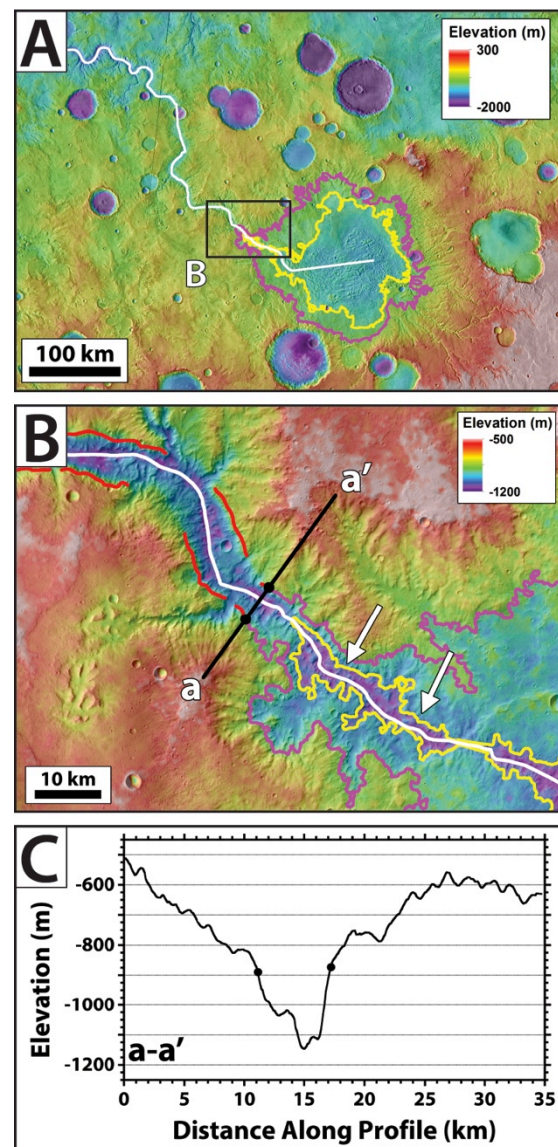 A
Elevation (m)
300
-2000
B
100 km
B
Elevation (m)
-500
-1200
a'
a
10 km
C
Elevation (m)
-600
-800
-1000
-1200
a-a'
0 5 10 15 20 25 30 35
Distance Along Profile (km)